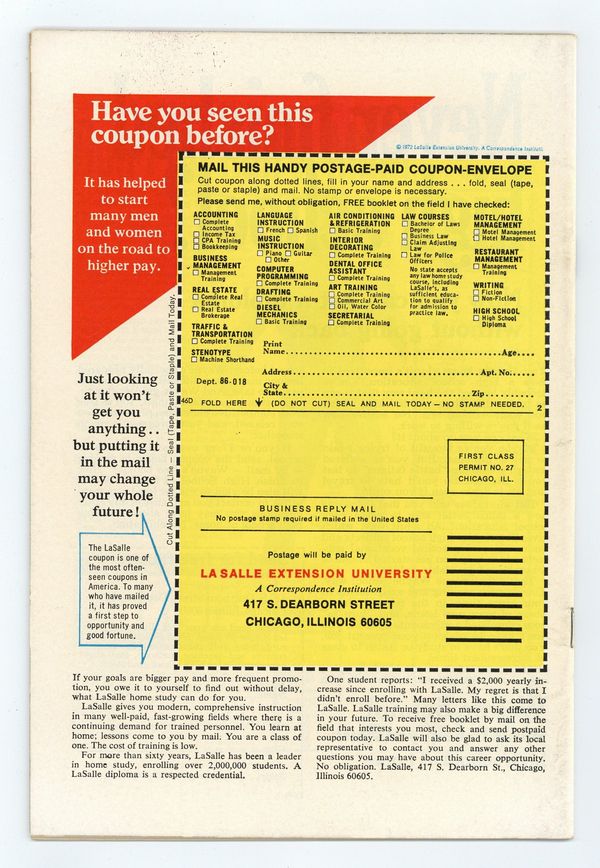 Have you seen this
coupon before?
© 1972 LaSalle Extension University. A Correspondence Institution
It has helped
to start
many men
and women
on the road to
higher pay.
Just looking
at it won't
get you
anything..
but putting it
in the mail
may change
your whole
future!
The LaSalle
coupon is one of
the most often-
seen coupons in
America. To many
who have mailed
it, it has proved
a first step to
opportunity and
good fortune.
Cut Along Dotted Line — Seal (Tape, Paste or Staple) and Mail Today.
MAIL THIS HANDY POSTAGE-PAID COUPON-ENVELOPE
Cut coupon along dotted lines, fill in your name and address . . . fold, seal (tape,
paste or staple) and mail. No stamp or envelope is necessary.
Please send me, without obligation, FREE booklet on the field I have checked:
ACCOUNTING
Complete
Accounting
Income Tax
CPA Training
Bookkeeping
BUSINESS
MANAGEMENT
Management
Training
REAL ESTATE
Complete Real
Estate
Real Estate
Brokerage
TRAFFIC &
TRANSPORTATION
Complete Training
STENOTYPE
Machine Shorthand
LANGUAGE
INSTRUCTION
French Spanish
MUSIC
INSTRUCTION
Piano Guitar
Other
COMPUTER
PROGRAMMING
Complete Training
DRAFTING
Complete Training
DIESEL
MECHANICS
Basic Training
AIR CONDITIONING
& REFRIGERATION
Basic Training
INTERIOR
DECORATING
Complete Training
DENTAL OFFICE
ASSISTANT
Complete Training
ART TRAINING
Complete Training
Commercial Art
Oil, Water Color
SECRETARIAL
Complete Training
LAW COURSES
Bachelor of Laws
Degree
Business Law
Claim Adjusting
Law
Law for Police
Officers
No state accepts
any law home study
course, including
LaSalle's, as
sufficient educa-
tion to qualify
for admission to
practice law.
MOTEL/HOTEL
MANAGEMENT
Motel Management
Hotel Management
RESTAURANT
MANAGEMENT
Management
Training
WRITING
Fiction
Non-Fiction
HIGH SCHOOL
High School
Diploma
Print
Name Age
Address Apt. No.
Dept. 86-018
City &
State Zip
46D FOLD HERE (DO NOT CUT) SEAL AND MAIL TODAY — NO STAMP NEEDED. 2
FIRST CLASS
PERMIT NO. 27
CHICAGO, ILL.
BUSINESS REPLY MAIL
No postage stamp required if mailed in the United States
Postage will be paid by
LA SALLE EXTENSION UNIVERSITY
A Correspondence Institution
417 S. DEARBORN STREET
CHICAGO, ILLINOIS 60605
If your goals are bigger pay and more frequent promo-
tion, you owe it to yourself to find out without delay,
what LaSalle home study can do for you.
LaSalle gives you modern, comprehensive instruction
in many well-paid, fast-growing fields where there is a
continuing demand for trained personnel. You learn at
home; lessons come to you by mail. You are a class of
one. The cost of training is low.
For more than sixty years, LaSalle has been a leader
in home study, enrolling over 2,000,000 students. A
LaSalle diploma is a respected credential.
One student reports: "I received a $2,000 yearly in-
crease since enrolling with LaSalle. My regret is that I
didn't enroll before." Many letters like this come to
LaSalle. LaSalle training may also make a big difference
in your future. To receive free booklet by mail on the
field that interests you most, check and send postpaid
coupon today. LaSalle will also be glad to ask its local
representative to contact you and answer any other
questions you may have about this career opportunity.
No obligation. LaSalle, 417 S. Dearborn St., Chicago,
Illinois 60605.